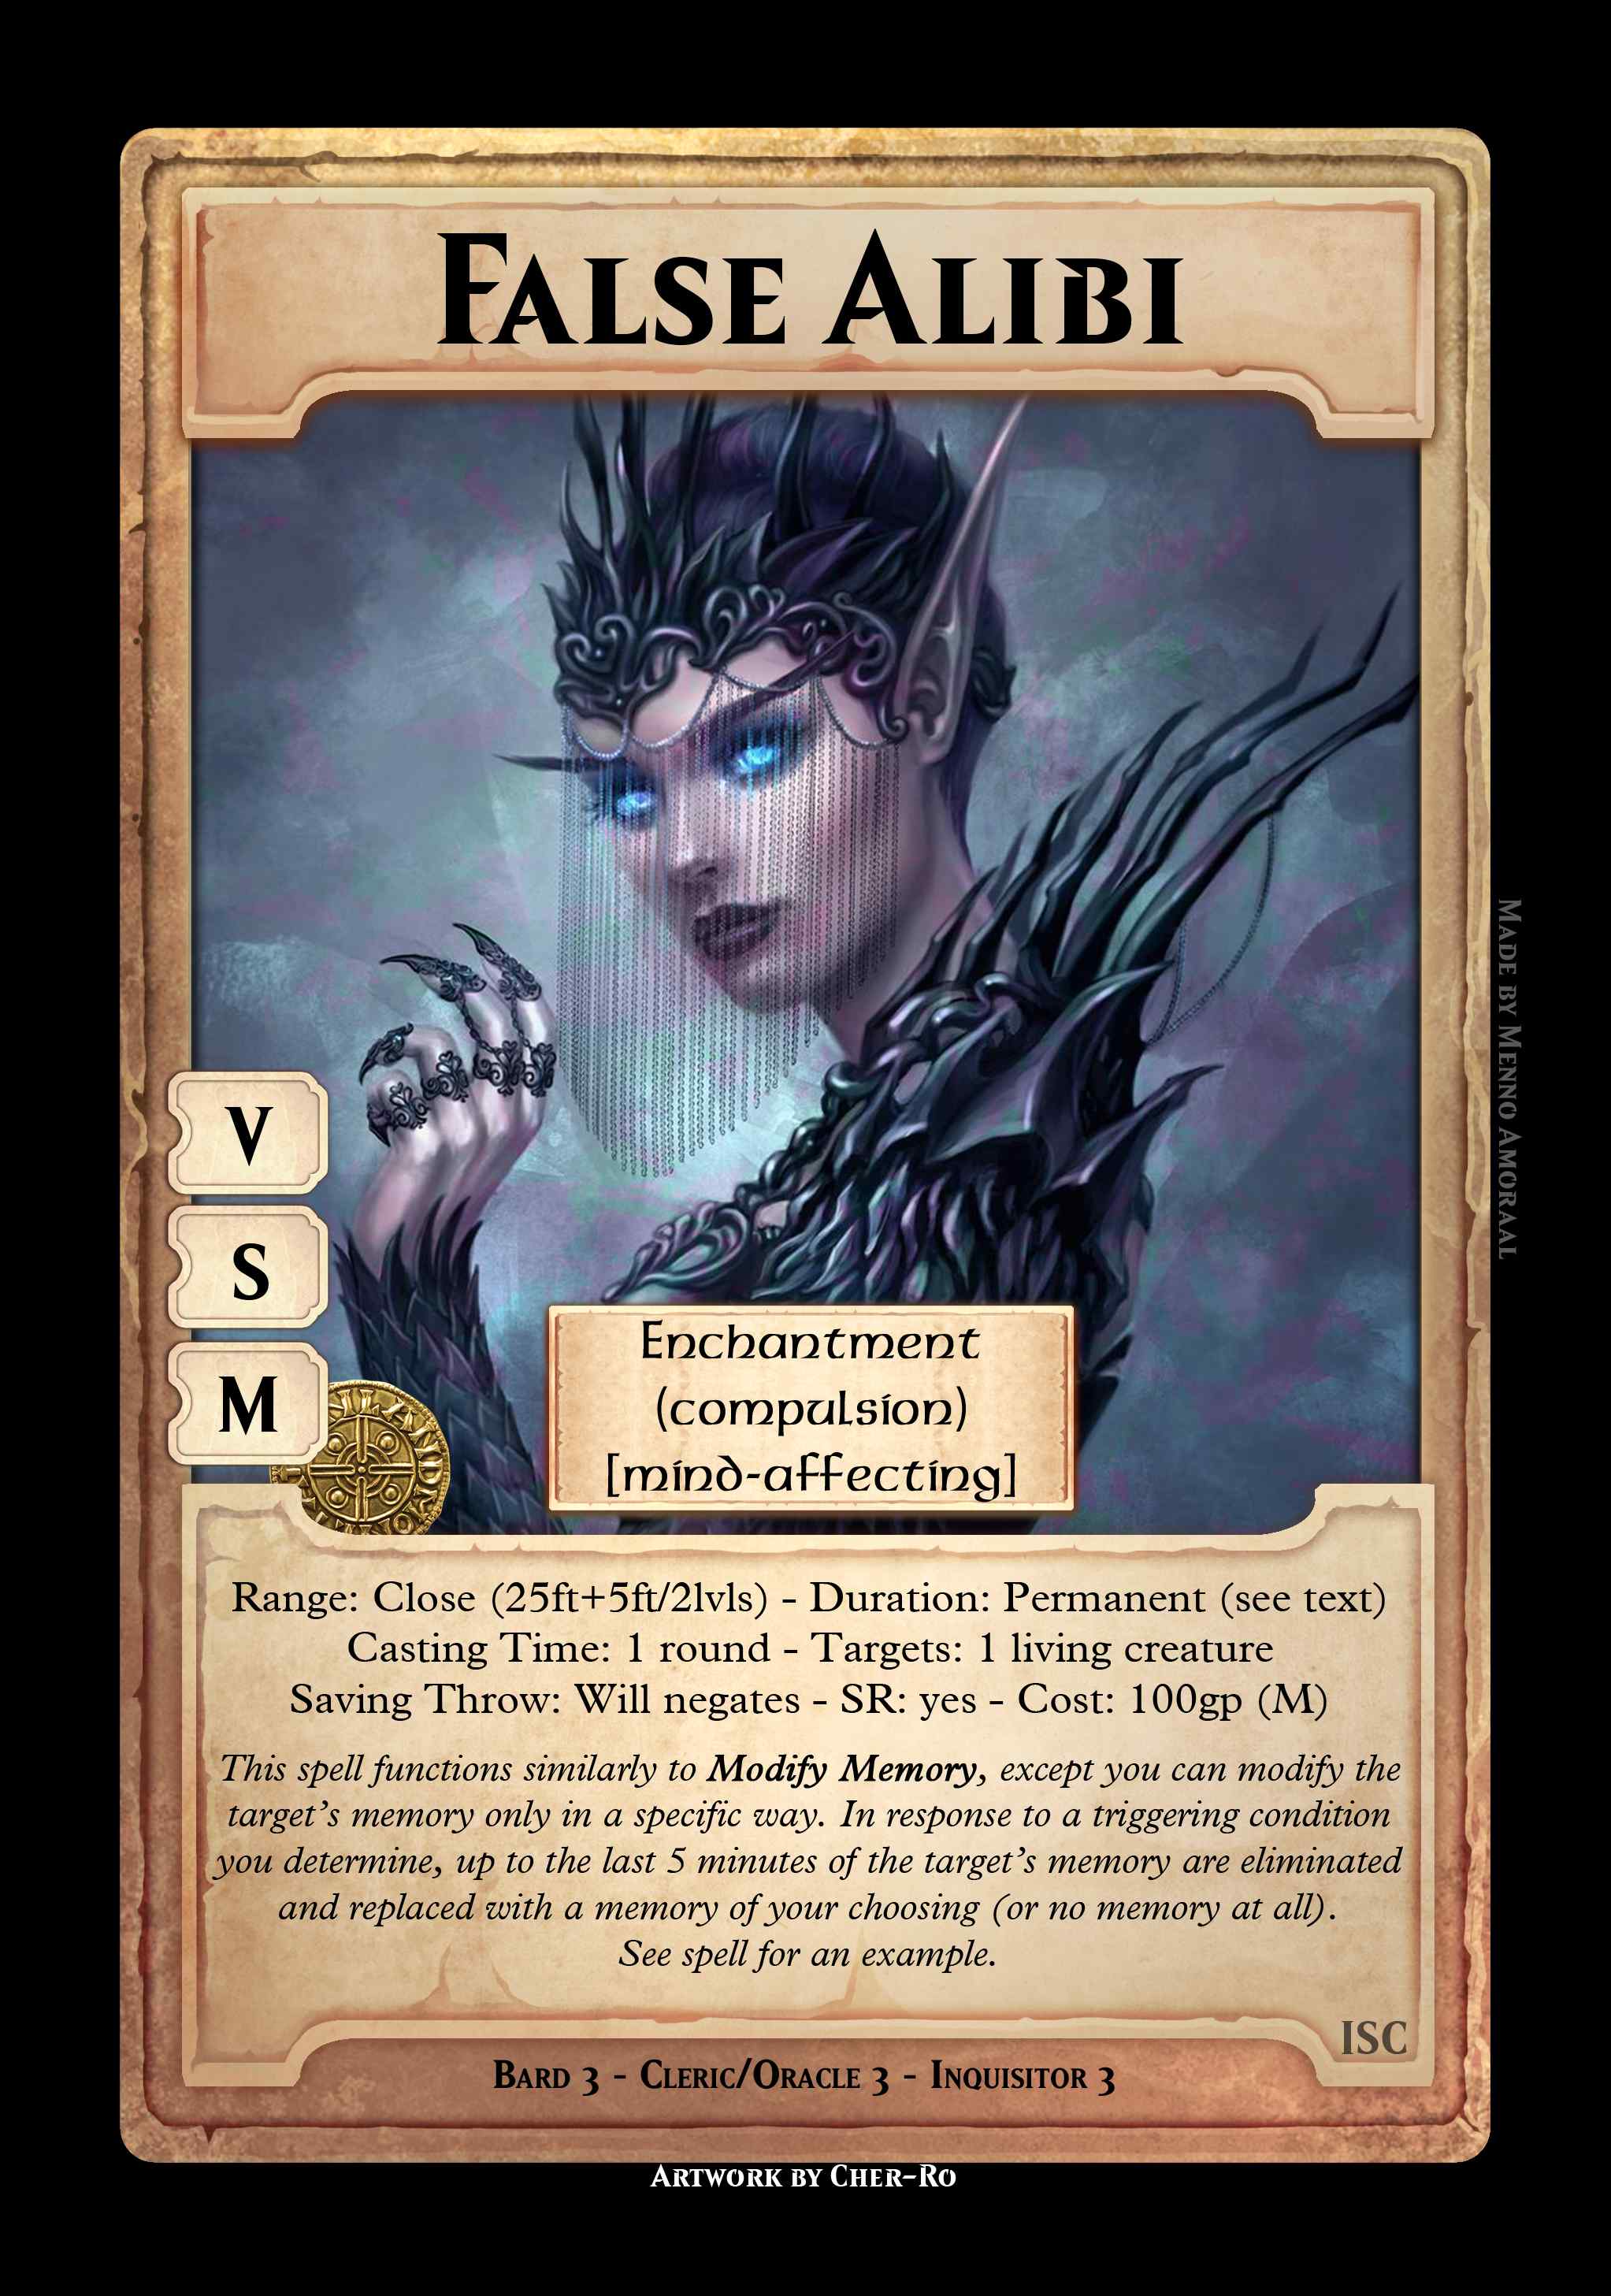 False Alibi
V
S
M
Enchantment
(compulsion)
[mind-affecting]
Range: Close (25ft+5ft/2lvls) - Duration: Permanent (see text)
Casting Time: 1 round - Targets: 1 living creature
Saving Throw: Will negates - SR: yes - Cost: 100gp (M)
This spell functions similarly to Modify Memory, except you can modify the
target's memory only in a specific way. In response to a triggering condition
you determine, up to the last 5 minutes of the target's memory are eliminated
and replaced with a memory of your choosing (or no memory at all).
See spell for an example.
ISC
Bard 3 - Cleric/Oracle 3 - Inquisitor 3
Artwork by Cher-Ro
Made by Menno Amoraal